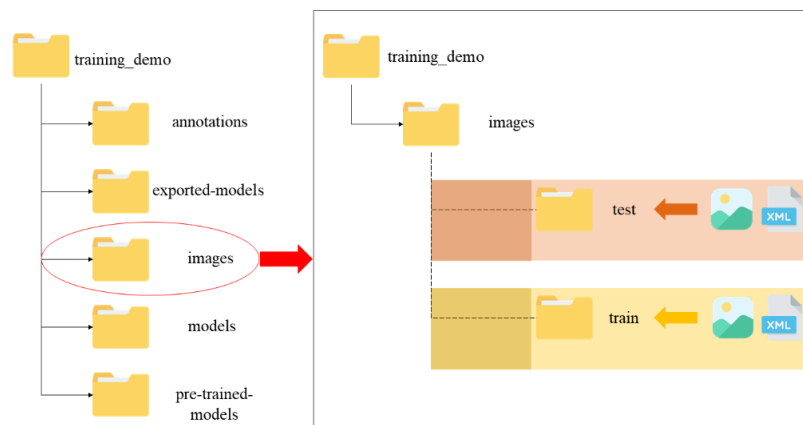 training_demo
annotations
exported-models
images
models
pre-trained-
models
training_demo
images
test
XML
train
XML